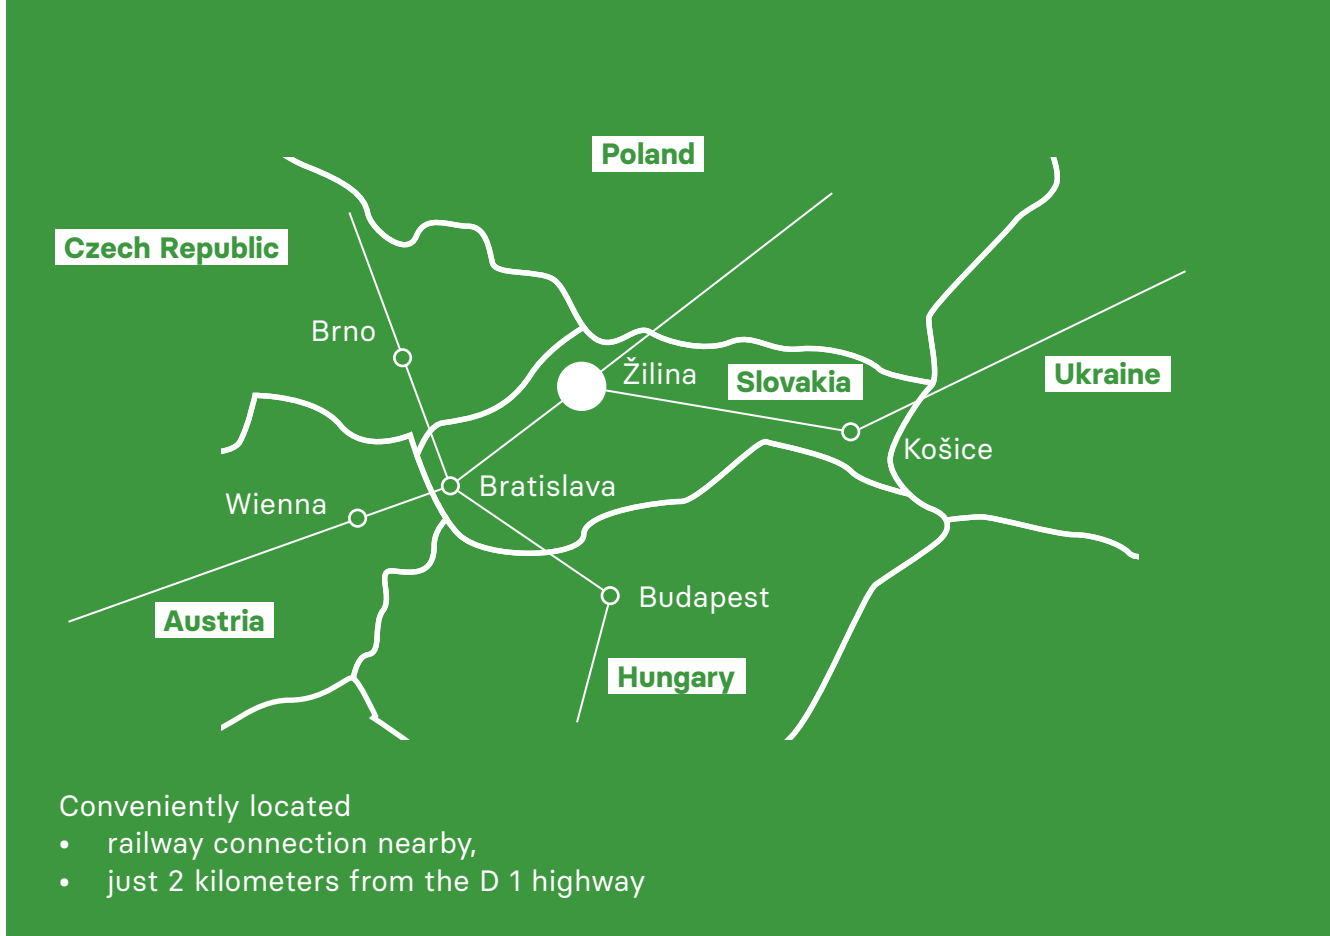 Poland
Czech Republic
Brno
Žilina
Slovakia
Ukraine
Košice
Bratislava
Wienna
Budapest
Austria
Hungary
Conveniently located
• railway connection nearby,
• just 2 kilometers from the D 1 highway